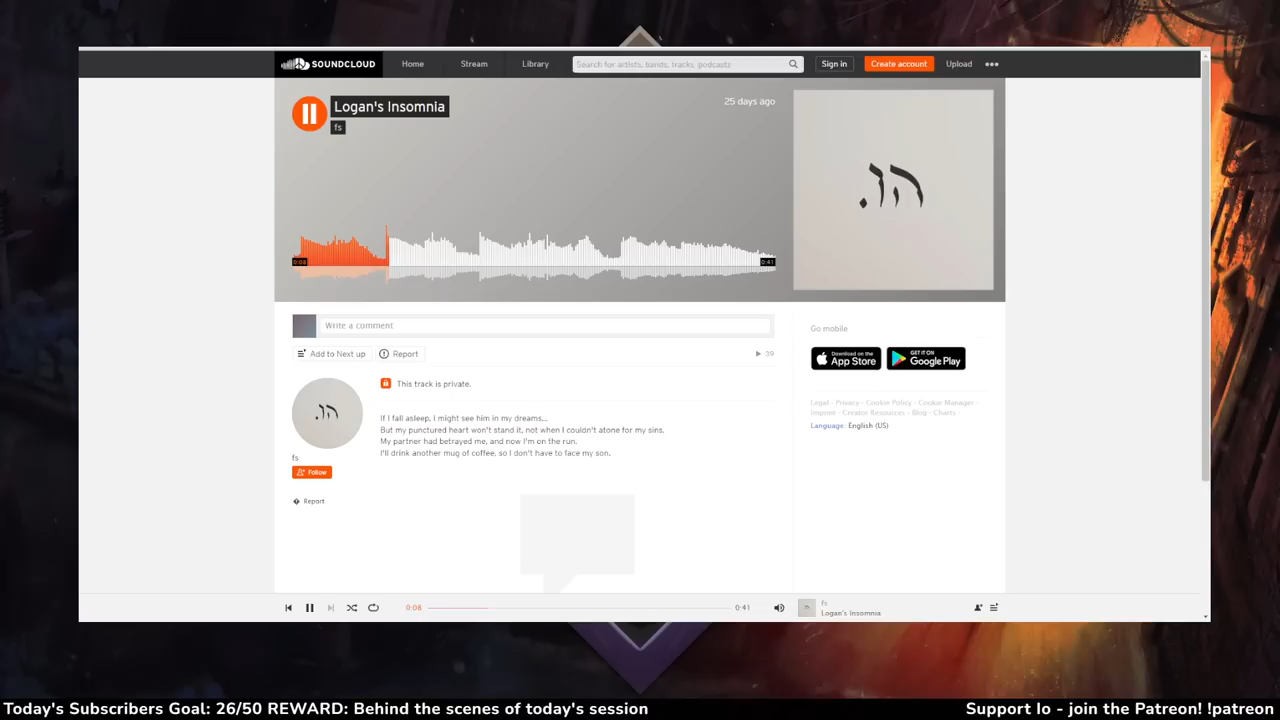 SOUNDCLOUD
Home
Stream
Library
Search for artists, bands, tracks, podcasts
Sign in
Create account
Upload
Logan's Insomnia
fs
25 days ago
הו.
0:08
0:41
Write a comment
Add to Next up
Report
39
Go mobile
Download on the App Store
GET IT ON Google Play
Legal - Privacy - Cookie Policy - Cookie Manager -
Imprint - Creator Resources - Blog - Charts -
Language: English (US)
This track is private.
הו.
If I fall asleep, I might see him in my dreams...
But my punctured heart won't stand it, not when I couldn't atone for my sins.
My partner had betrayed me, and now I'm on the run.
I'll drink another mug of coffee, so I don't have to face my son.
fs
Follow
Report
0:08
0:41
fs
Logan's Insomnia
Today's Subscribers Goal: 26/50 REWARD: Behind the scenes of today's session
Support Io - join the Patreon! !patreon